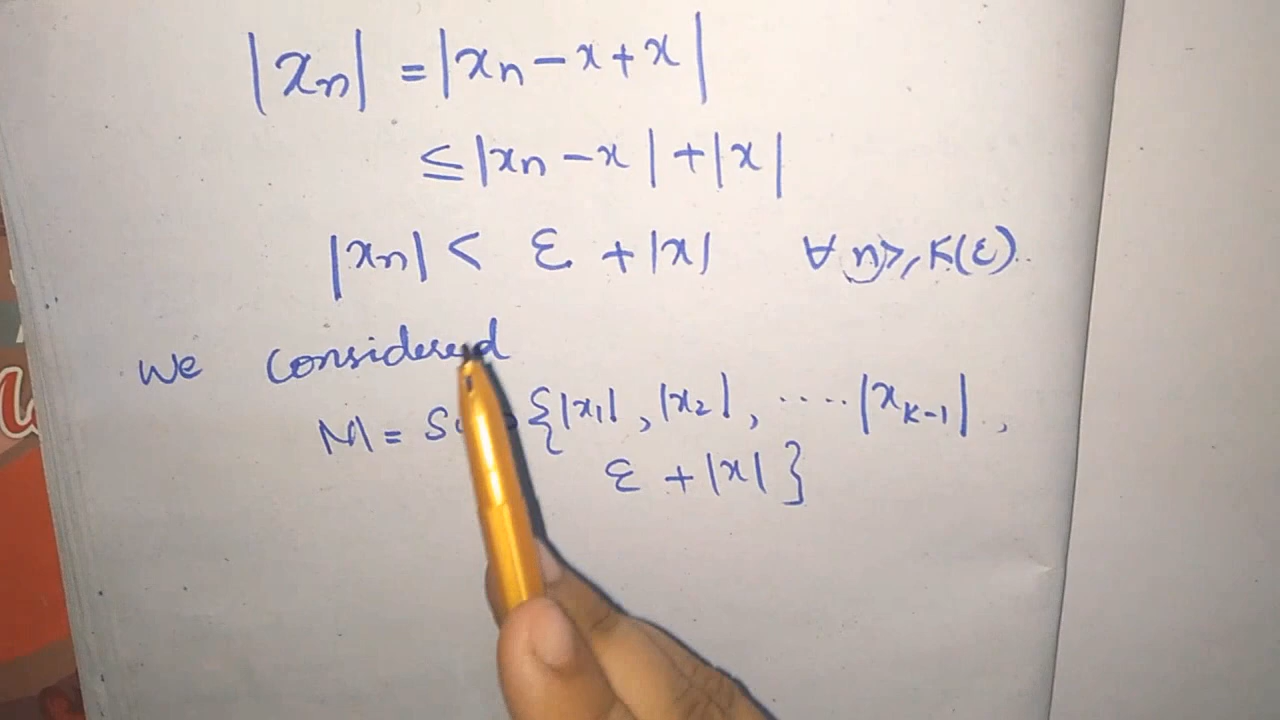 |xn| = |xn - x + x|
≤ |xn - x| + |x|
|xn| < ε + |x| ∀ n ≥, K(ε)..
We considered
M = {|x1|, |x2|, ..... |xK-1|,
ε + |x|}